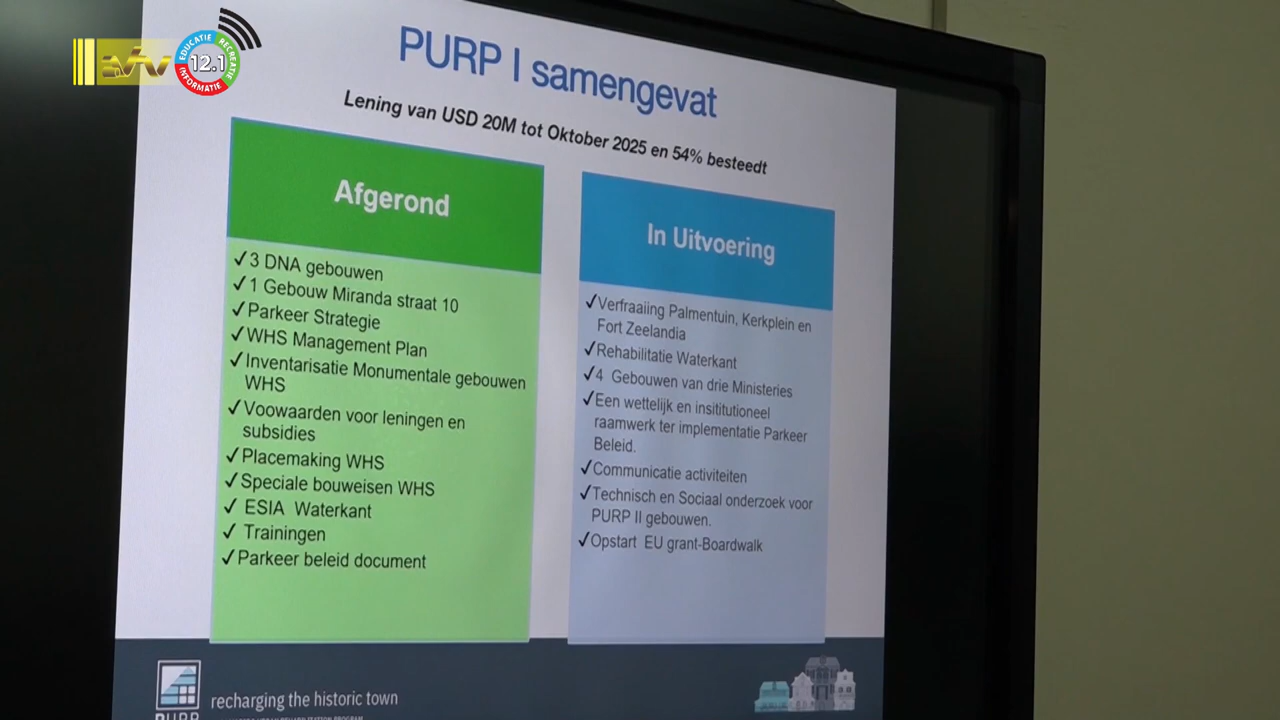 EDUCATIE
RECREATIE
INFORMATIE
12.1
PURP I samengevat
Lening van USD 20M tot Oktober 2025 en 54% besteedt
Afgerond
✓3 DNA gebouwen
✓1 Gebouw Miranda straat 10
✓Parkeer Strategie
✓WHS Management Plan
✓Inventarisatie Monumentale gebouwen
WHS
✓Voowaarden voor leningen en
subsidies
✓Placemaking WHS
✓Speciale bouweisen WHS
✓ ESIA Waterkant
✓ Trainingen
✓Parkeer beleid document
In Uitvoering
✓Verfraaiing Palmentuin, Kerkplein en
Fort Zeelandia
✓Rehabilitatie Waterkant
✓4 Gebouwen van drie Ministeries
✓Een wettelijk en insititutioneel
raamwerk ter implementatie Parkeer
Beleid.
✓Communicatie activiteiten
✓Technisch en Sociaal onderzoek voor
PURP II gebouwen.
✓Opstart EU grant-Boardwalk
PURP
recharging the historic town